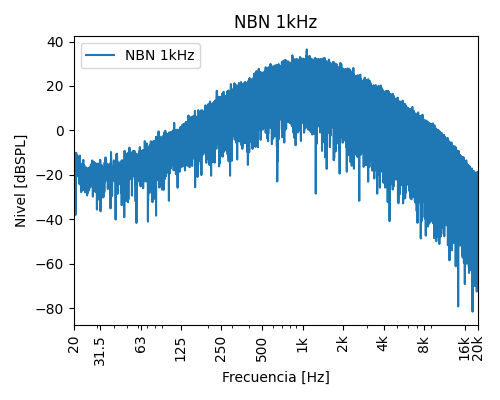 NBN 1kHz
NBN 1kHz
40
20
0
−20
−40
−60
−80
Nivel [dBSPL]
20
31.5
63
125
250
500
1k
2k
4k
8k
16k
20k
Frecuencia [Hz]